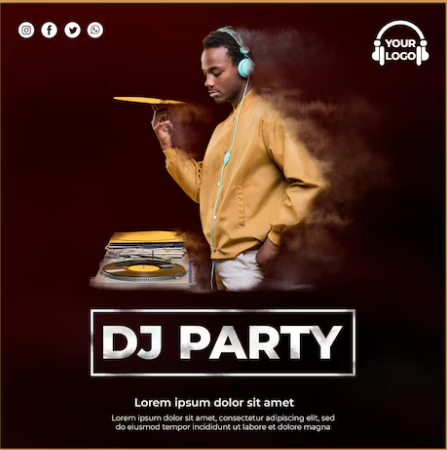 YOUR
LOGO
DJ PARTY
Lorem ipsum dolor sit amet
Lorem ipsum dolor sit amet, consectetur adipiscing elit, sed
do eiusmod tempor incididunt ut labore et dolore magna